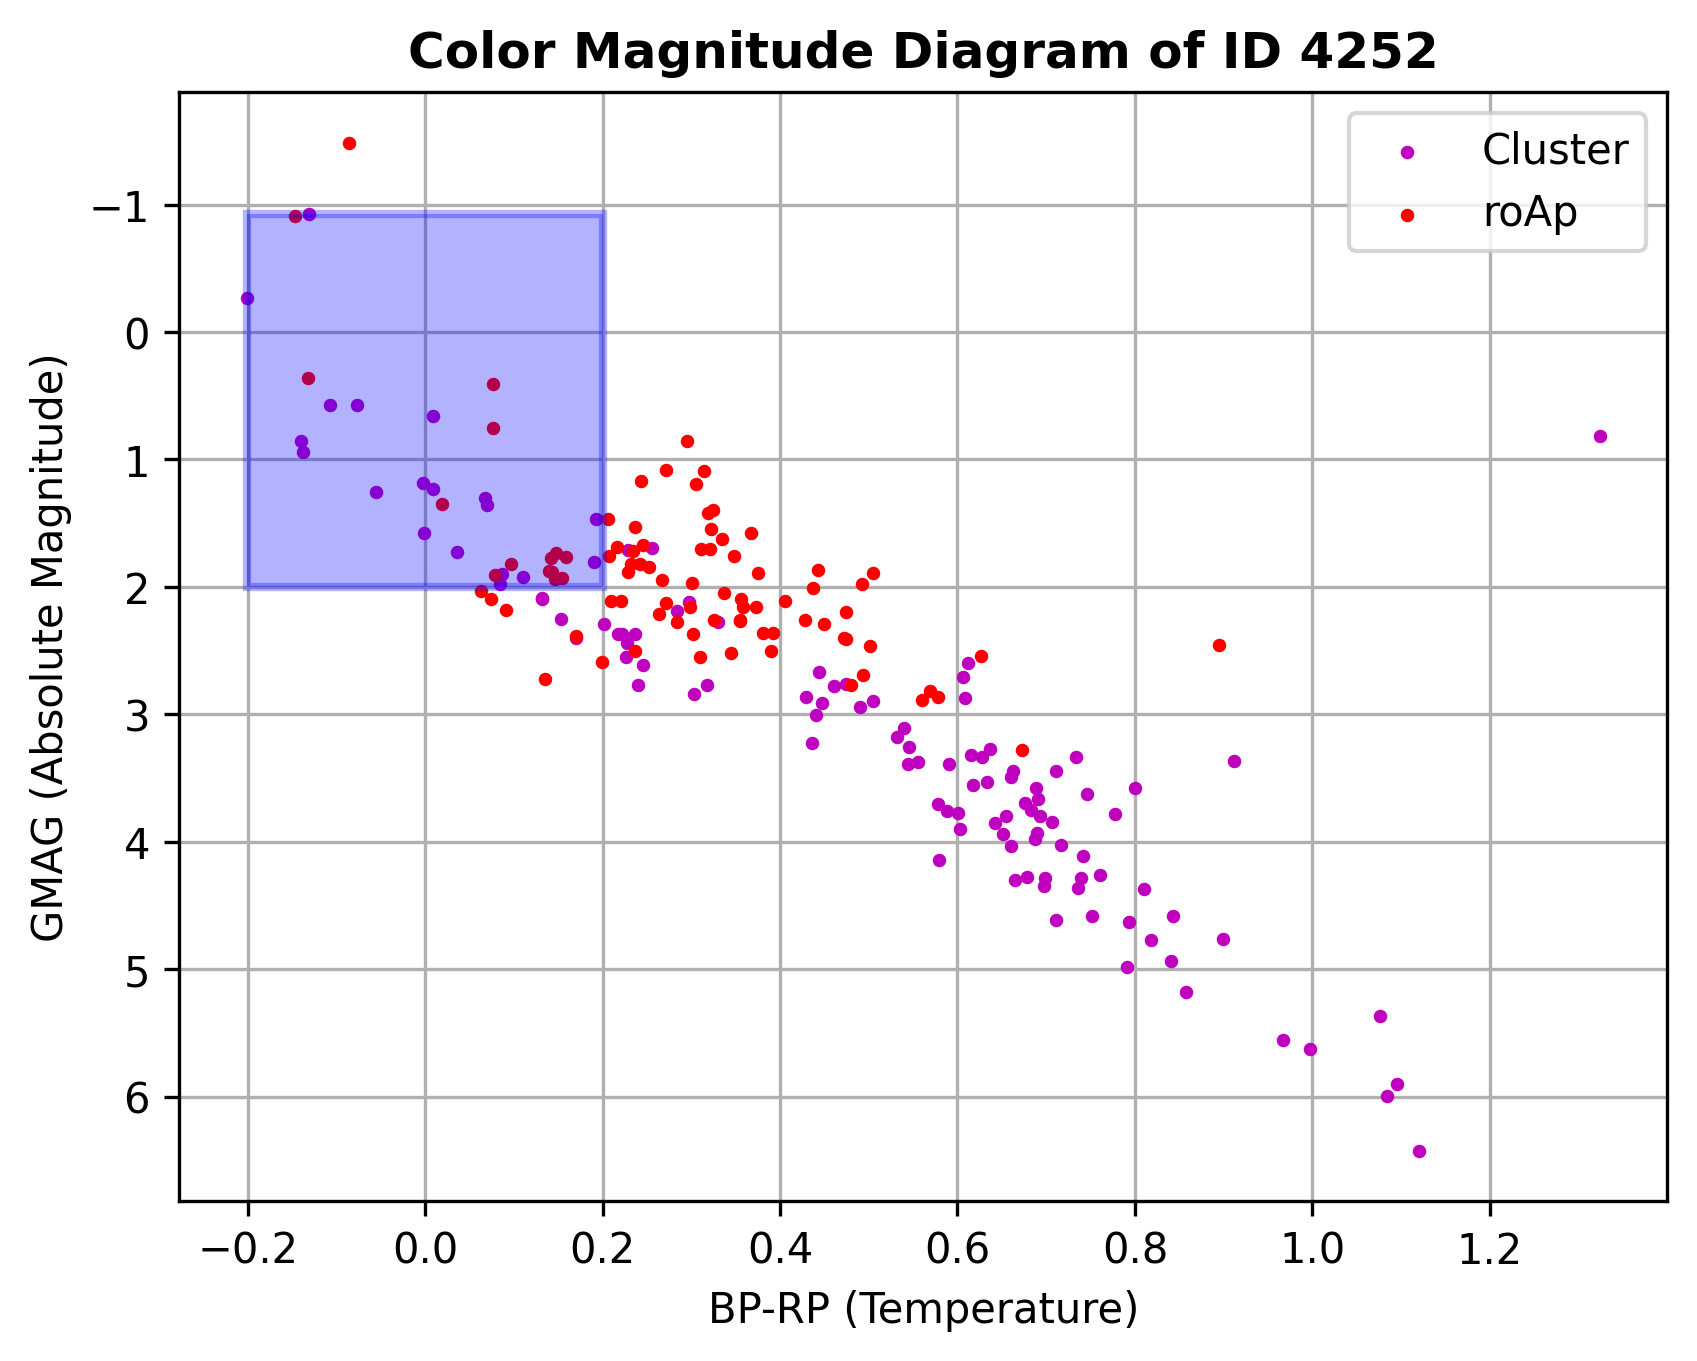 Color Magnitude Diagram of ID 4252
Cluster
roAp
GMAG (Absolute Magnitude)
−1
0
1
2
3
4
5
6
−0.2 0.0 0.2 0.4 0.6 0.8 1.0 1.2
BP-RP (Temperature)